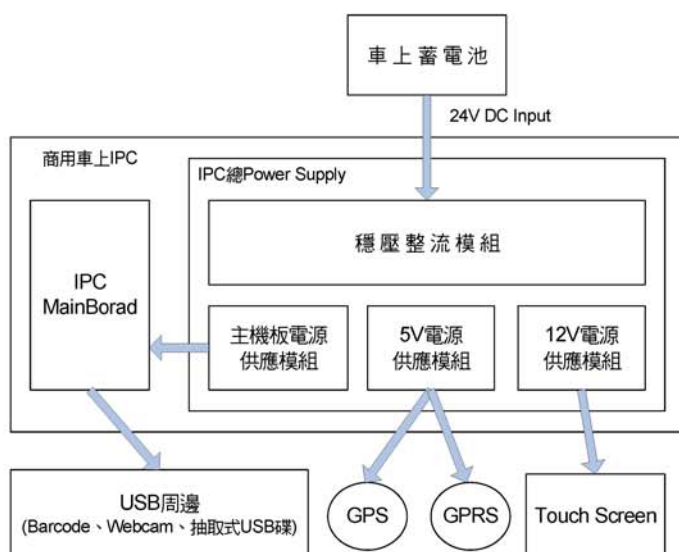 車上蓄電池
24V DC Input
商用車上IPC
IPC總Power Supply
穩壓整流模組
IPC
MainBorad
主機板電源
供應模組
5V電源
供應模組
12V電源
供應模組
USB周邊
(Barcode、Webcam、抽取式USB碟)
GPS
GPRS
Touch Screen